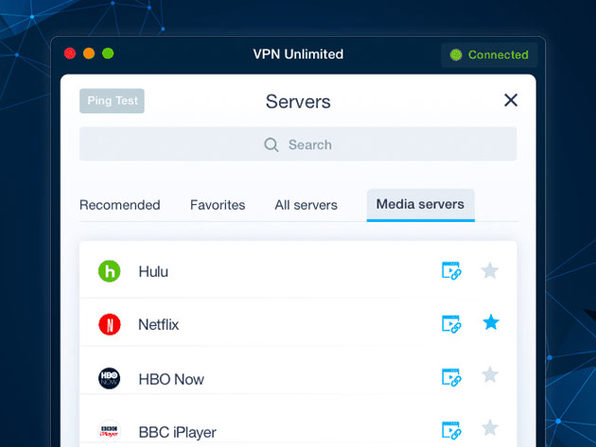 VPN Unlimited
Connected
Ping Test
Servers
Search
Recomended Favorites All servers Media servers
h Hulu
N Netflix
HBO
NOW
HBO Now
BBC
iPlayer
BBC iPlayer